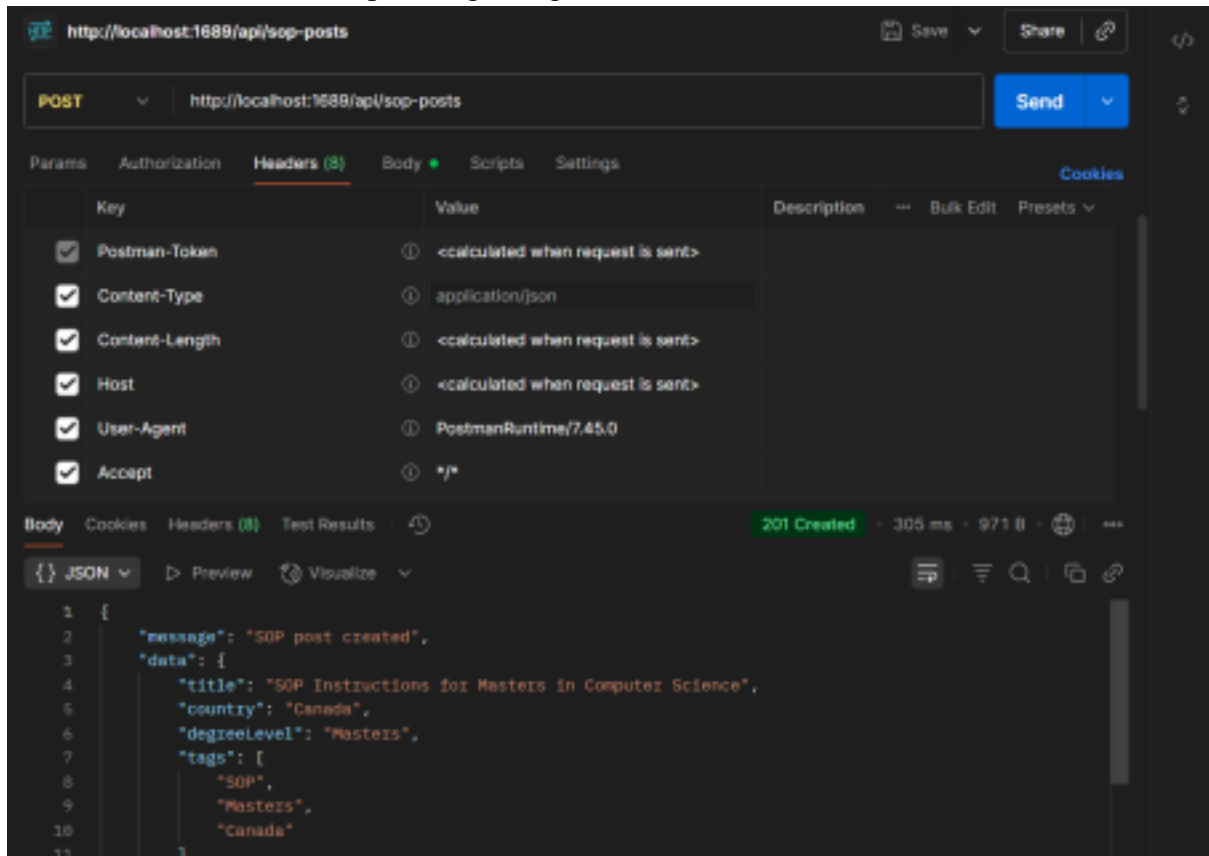 http://localhost:1689/api/sop-posts
Save
Share
POST
http://localhost:1689/api/sop-posts
Send
Params Authorization Headers (8) Body Scripts Settings
Cookies
Key Value Description ... Bulk Edit Presets
Postman-Token <calculated when request is sent>
Content-Type application/json
Content-Length <calculated when request is sent>
Host <calculated when request is sent>
User-Agent PostmanRuntime/7.45.0
Accept */*
Body Cookies Headers (8) Test Results 201 Created 305 ms 971 B
{} JSON Preview Visualize
1 {
2 "message": "SOP post created",
3 "data": {
4 "title": "SOP Instructions for Masters in Computer Science",
5 "country": "Canada",
6 "degreeLevel": "Masters",
7 "tags": [
8 "SOP",
9 "Masters",
10 "Canada"
11 ]